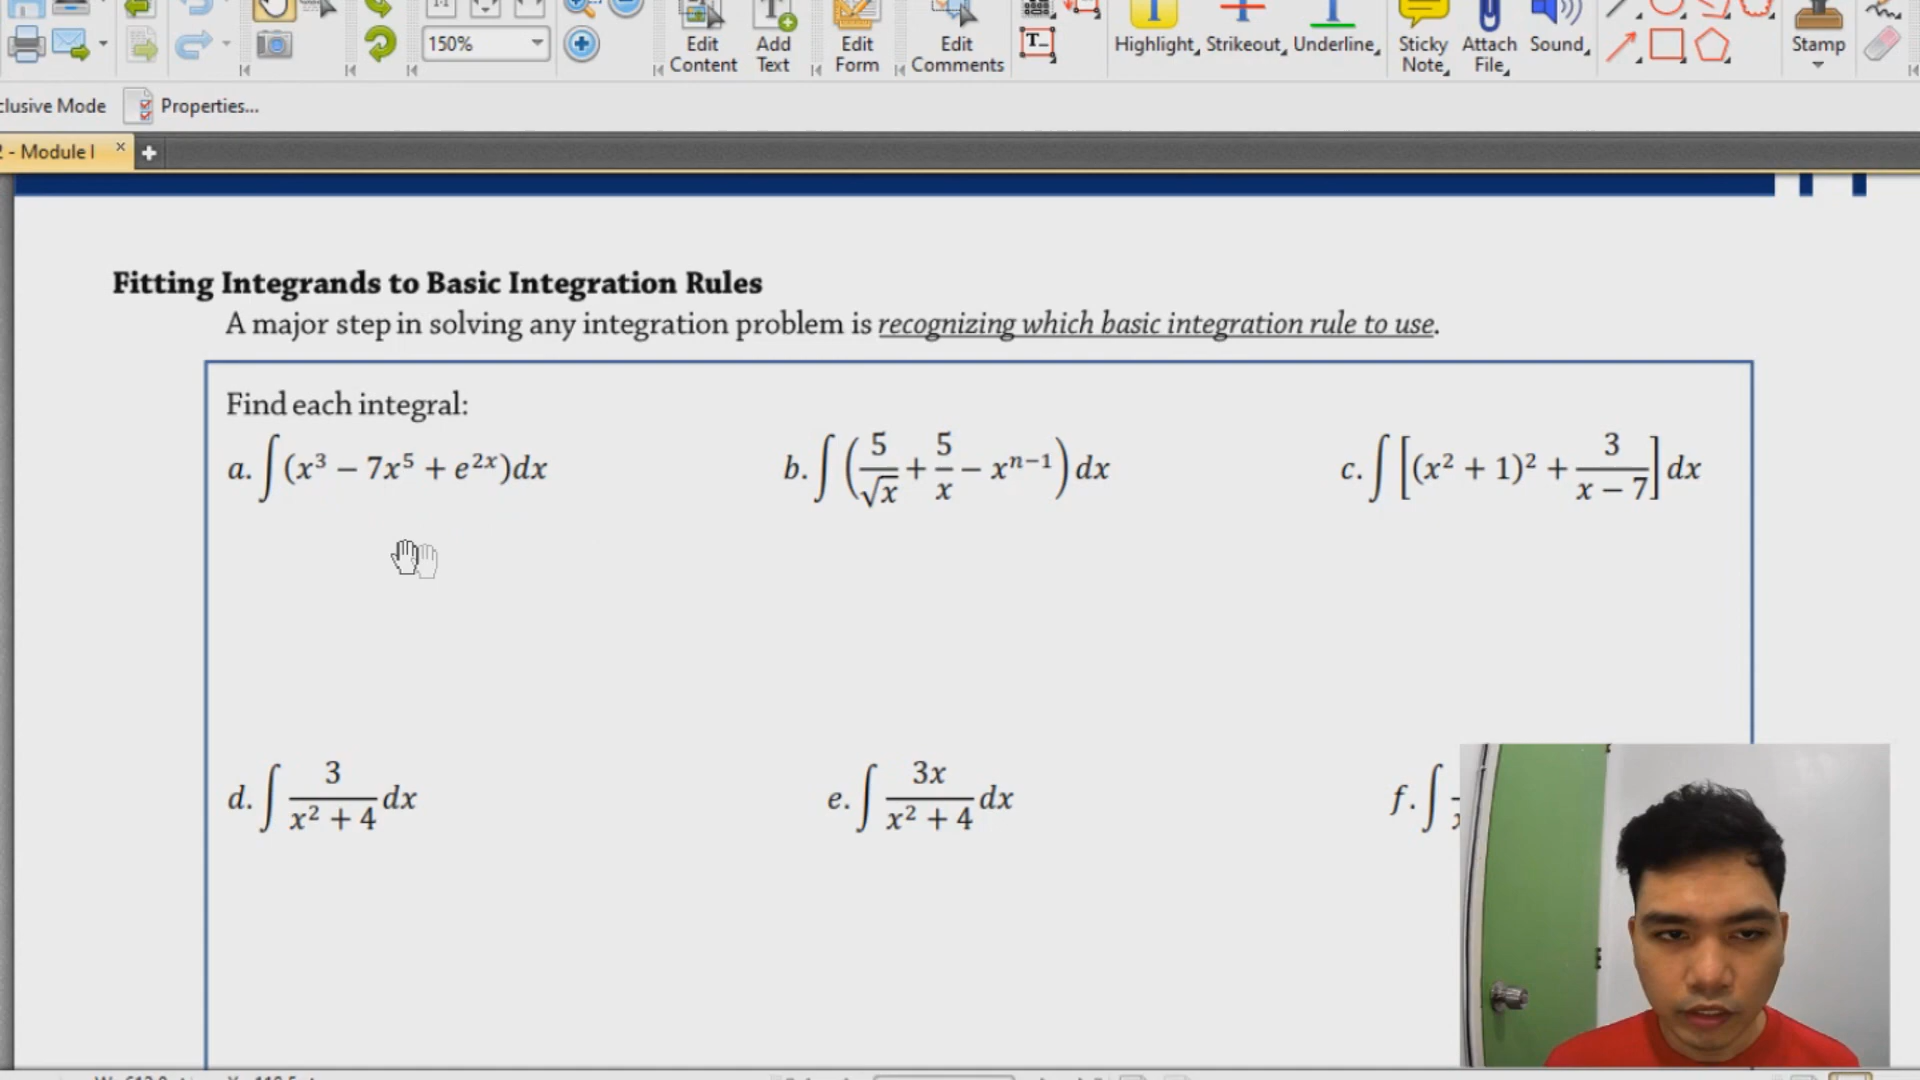 150%
Edit Content
Add Text
Edit Form
Edit Comments
T
Highlight
Strikeout
Underline
Sticky Note
Attach File
Sound
Stamp
clusive Mode
Properties...
- Module I
Fitting Integrands to Basic Integration Rules
A major step in solving any integration problem is recognizing which basic integration rule to use.
Find each integral:
a. ∫(x³ − 7x⁵ + e²ˣ)dx
b. ∫(5/√x + 5/x − xⁿ⁻¹)dx
c. ∫[(x² + 1)² + 3/(x − 7)]dx
d. ∫ 3/(x² + 4) dx
e. ∫ 3x/(x² + 4) dx
f. ∫